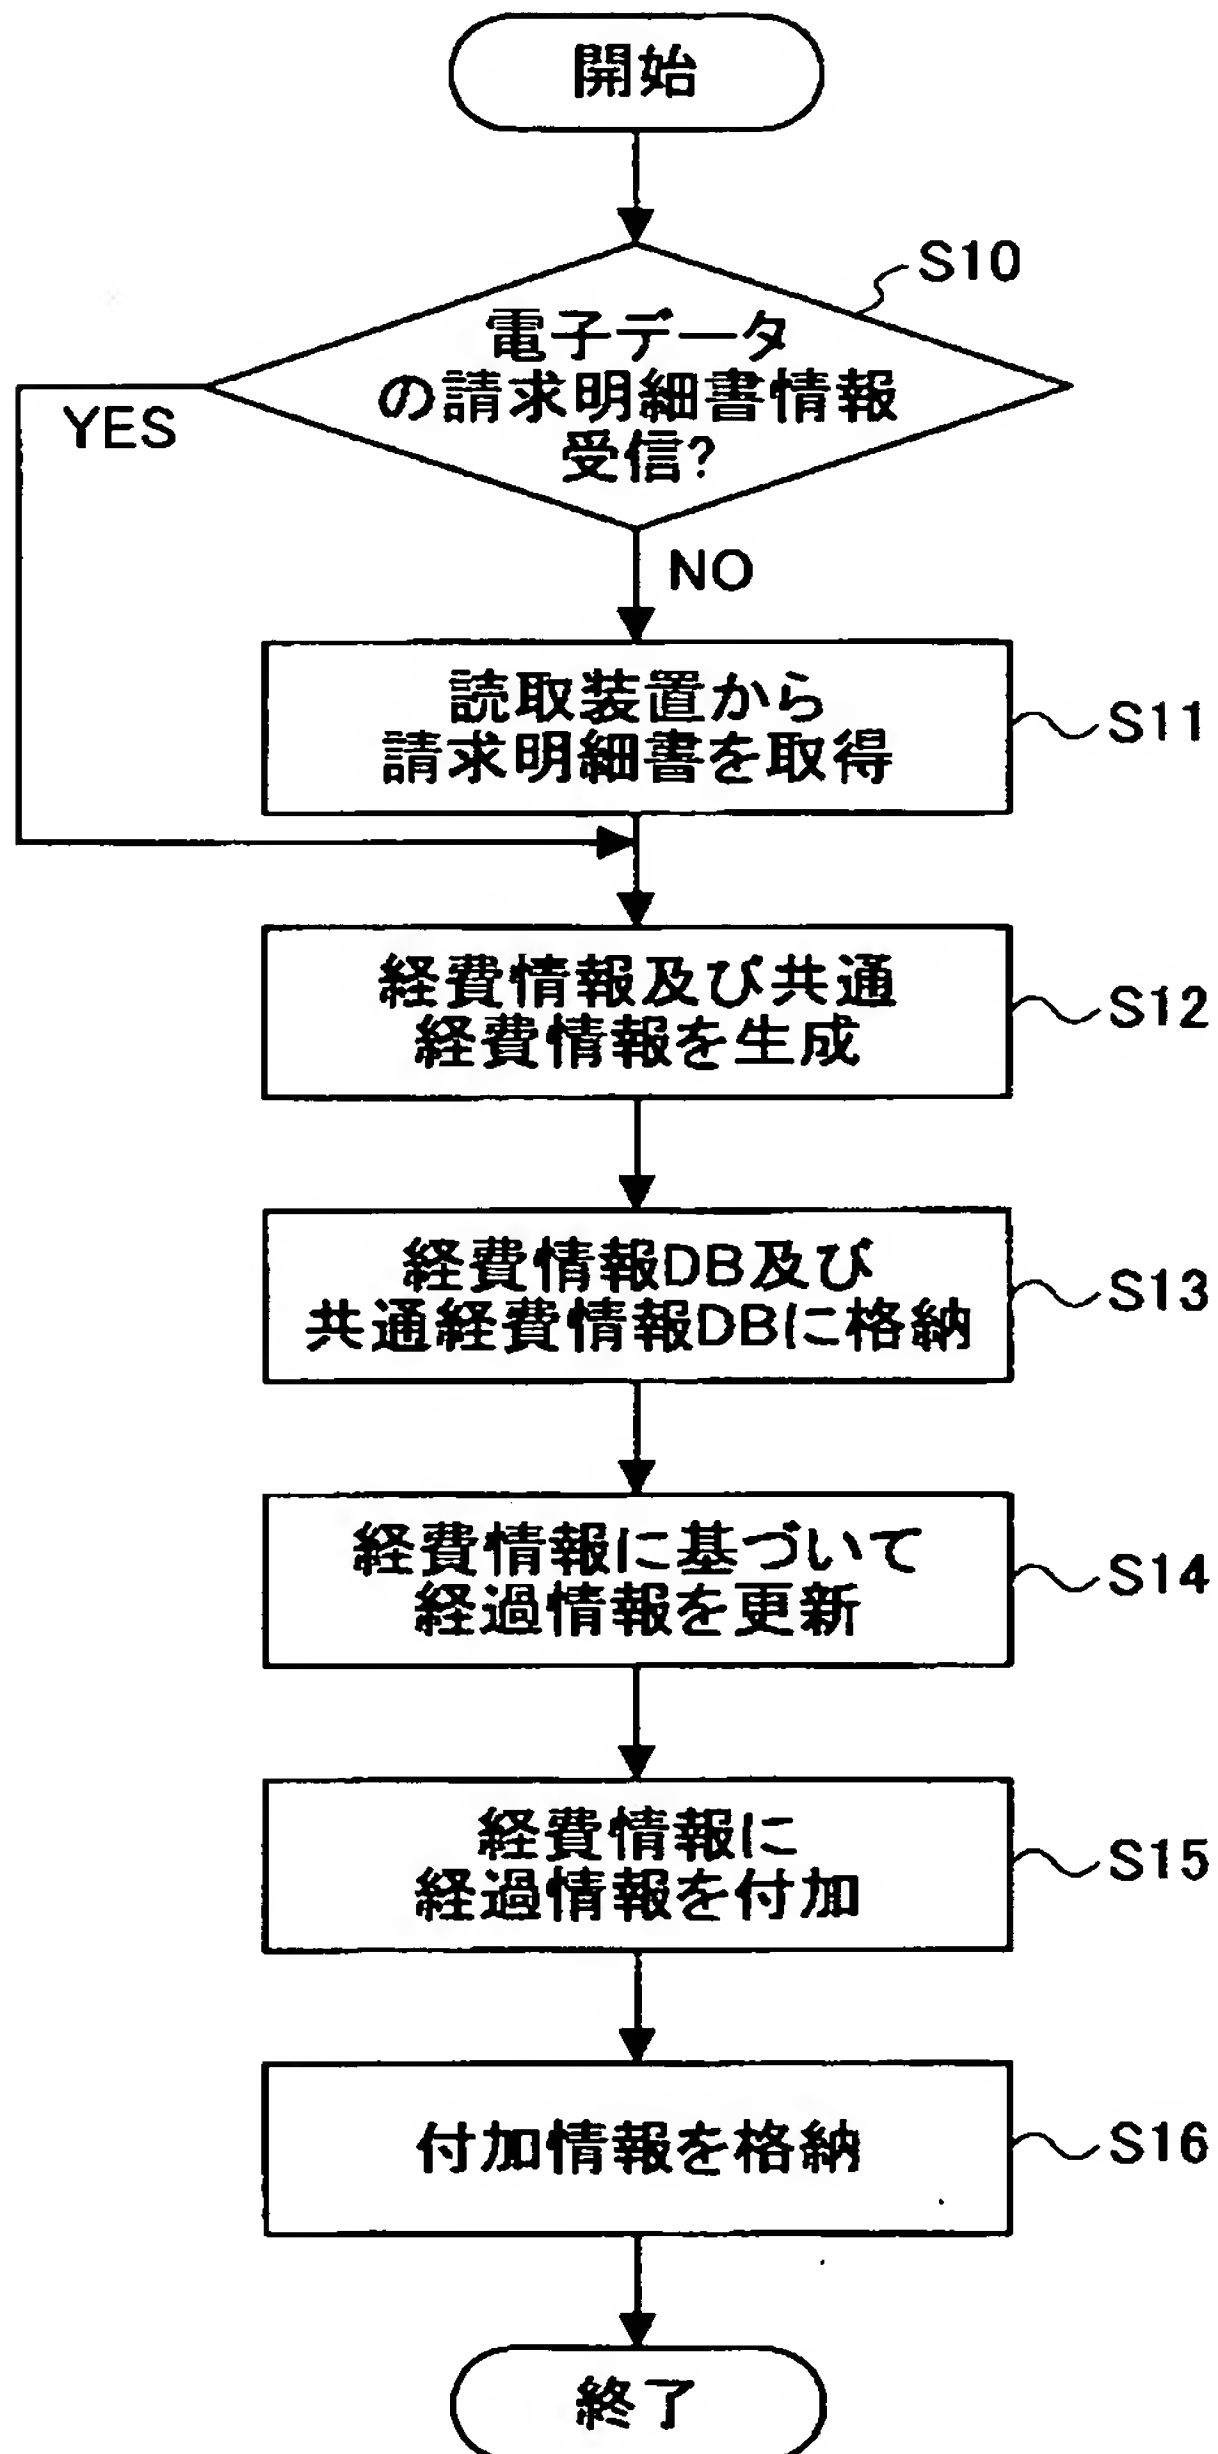 開始
S10
電子データ
の請求明細書情報
受信?
YES
NO
読取装置から
請求明細書を取得
S11
経費情報及び共通
経費情報を生成
S12
経費情報DB及び
共通経費情報DBに格納
S13
経費情報に基づいて
経過情報を更新
S14
経費情報に
経過情報を付加
S15
付加情報を格納
S16
終了